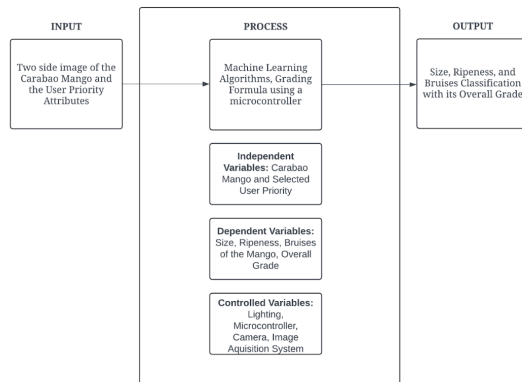 INPUT
PROCESS
OUTPUT
Two side image of the
Carabao Mango and
the User Priority
Attributes
Machine Learning
Algorithms, Grading
Formula using a
microcontroller
Size, Ripeness, and
Bruises Classification
with its Overall Grade
Independent
Variables: Carabao
Mango and Selected
User Priority
Dependent Variables:
Size, Ripeness, Bruises
of the Mango, Overall
Grade
Controlled Variables:
Lighting,
Microcontroller,
Camera, Image
Aquisition System